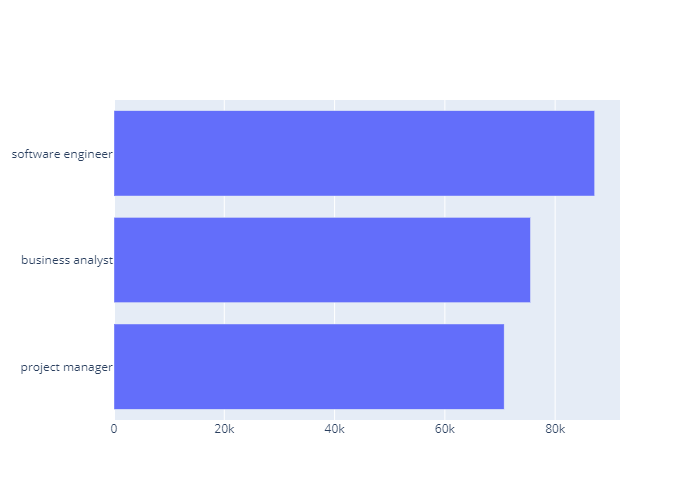 software engineer
business analyst
project manager
0 20k 40k 60k 80k